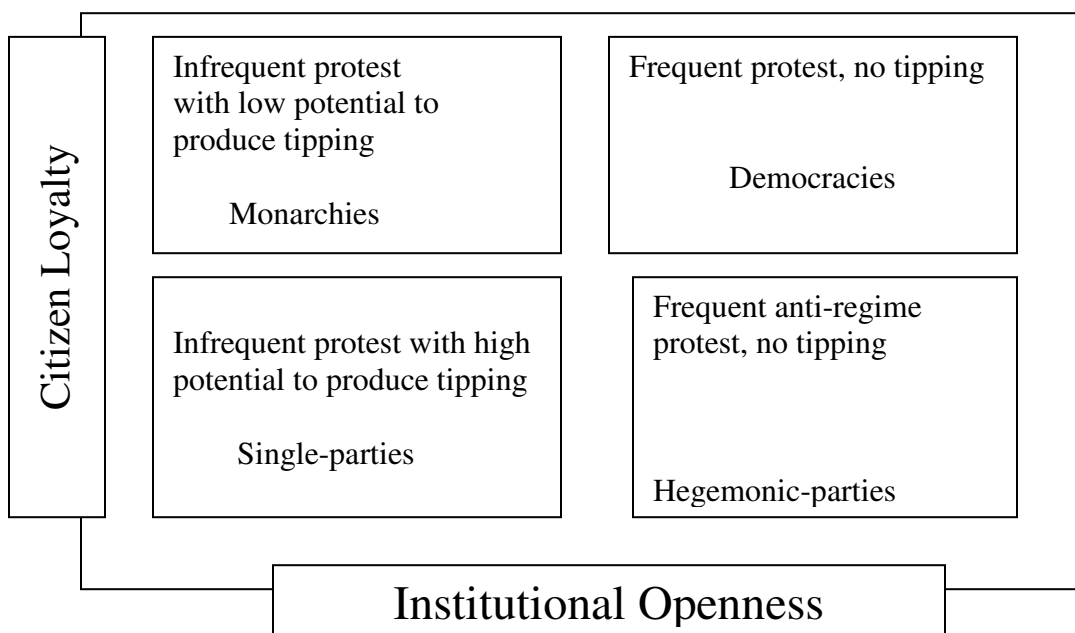 Citizen Loyalty
Infrequent protest
with low potential to
produce tipping
Monarchies
Frequent protest, no tipping
Democracies
Infrequent protest with high
potential to produce tipping
Single-parties
Frequent anti-regime
protest, no tipping
Hegemonic-parties
Institutional Openness